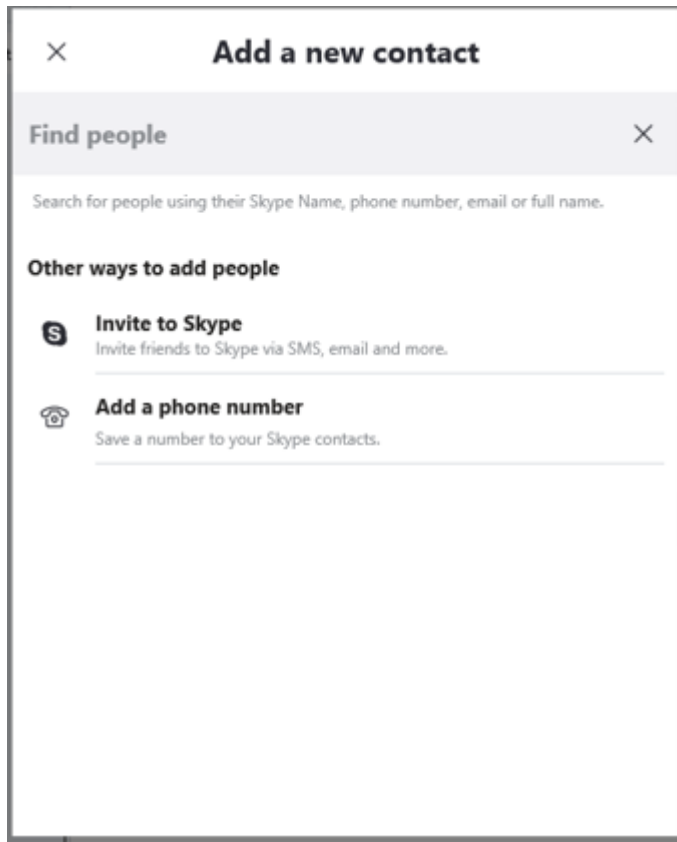 Add a new contact
Find people
Search for people using their Skype Name, phone number, email or full name.
Other ways to add people
Invite to Skype
Invite friends to Skype via SMS, email and more.
Add a phone number
Save a number to your Skype contacts.